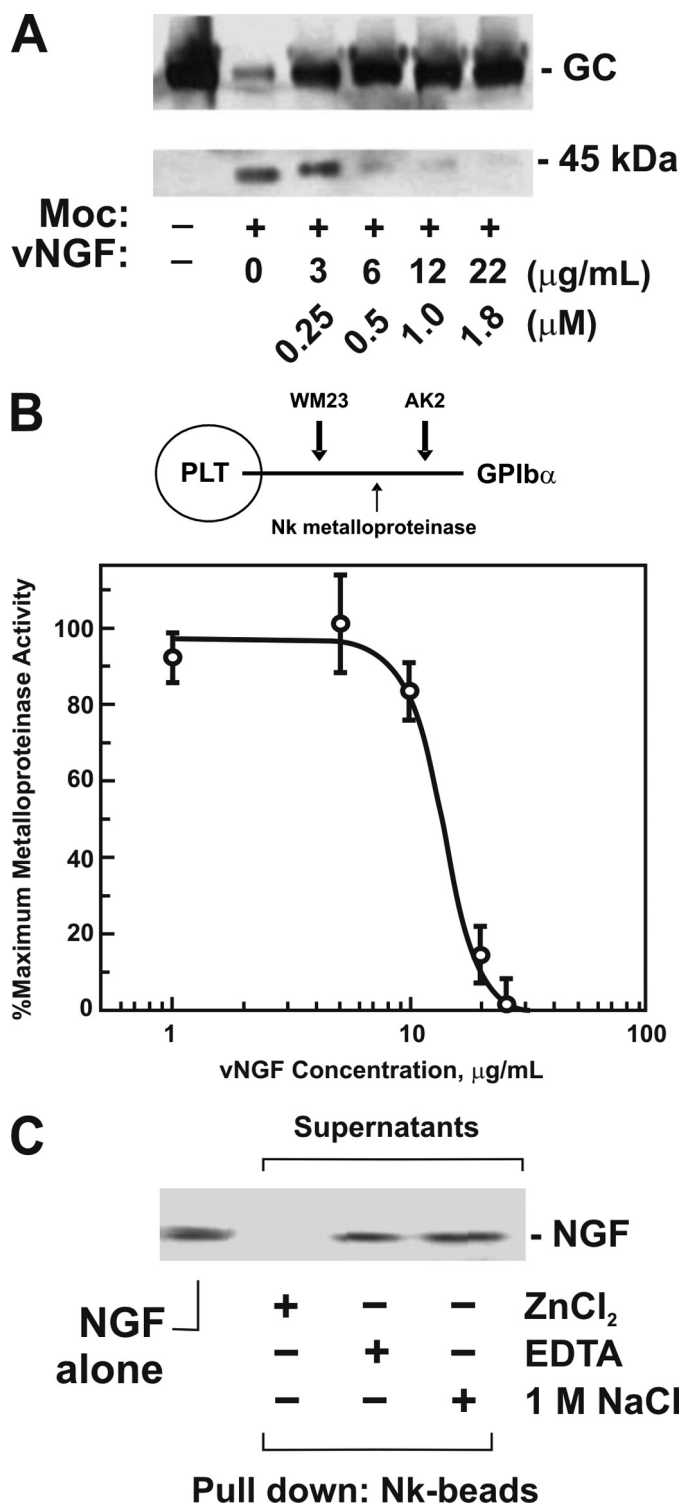 A
- GC
- 45 kDa
Moc: – + + + + +
vNGF: – 0 3 6 12 22 (μg/mL)
0.25 0.5 1.0 1.8 (μM)
B
WM23 AK2
PLT GPIbα
Nk metalloproteinase
%Maximum Metalloproteinase Activity
100
80
60
40
20
0
1 10 100
vNGF Concentration, μg/mL
C
Supernatants
- NGF
NGF alone
+ – – ZnCl₂
– + – EDTA
– – + 1 M NaCl
Pull down: Nk-beads